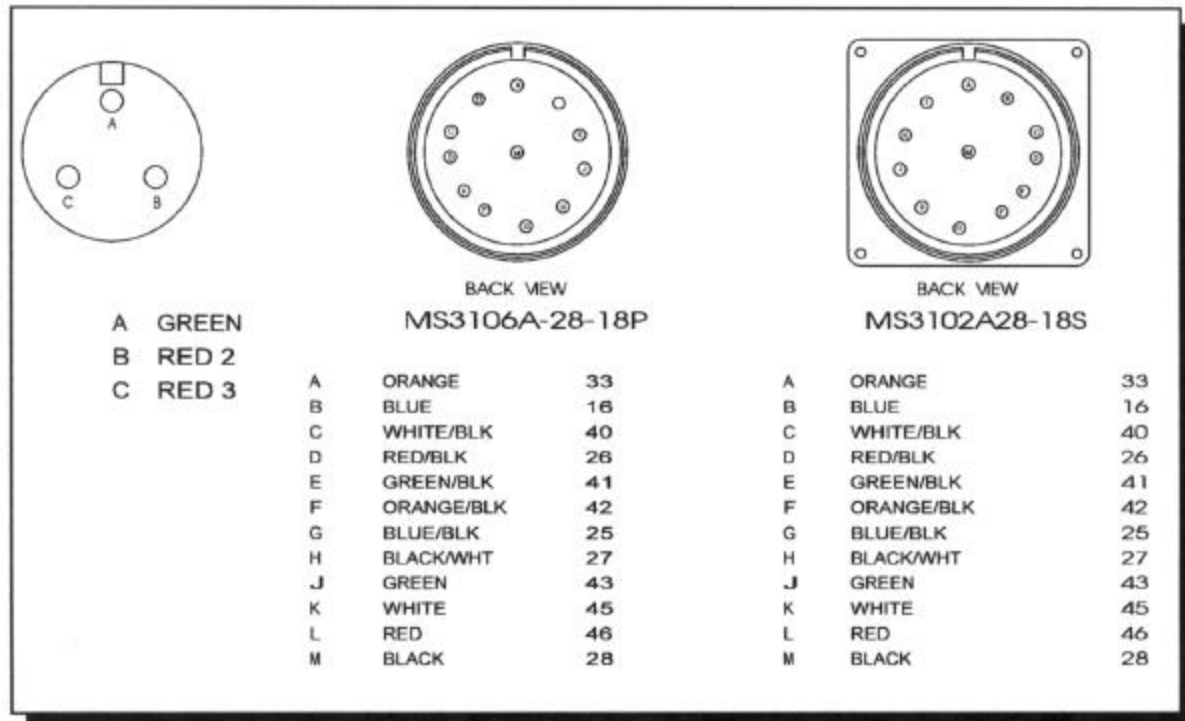 A
C
B
BACK VIEW
MS3106A-28-18P
BACK VIEW
MS3102A28-18S
A GREEN
B RED 2
C RED 3
A ORANGE 33
B BLUE 16
C WHITE/BLK 40
D RED/BLK 26
E GREEN/BLK 41
F ORANGE/BLK 42
G BLUE/BLK 25
H BLACK/WHT 27
J GREEN 43
K WHITE 45
L RED 46
M BLACK 28
A ORANGE 33
B BLUE 16
C WHITE/BLK 40
D RED/BLK 26
E GREEN/BLK 41
F ORANGE/BLK 42
G BLUE/BLK 25
H BLACK/WHT 27
J GREEN 43
K WHITE 45
L RED 46
M BLACK 28